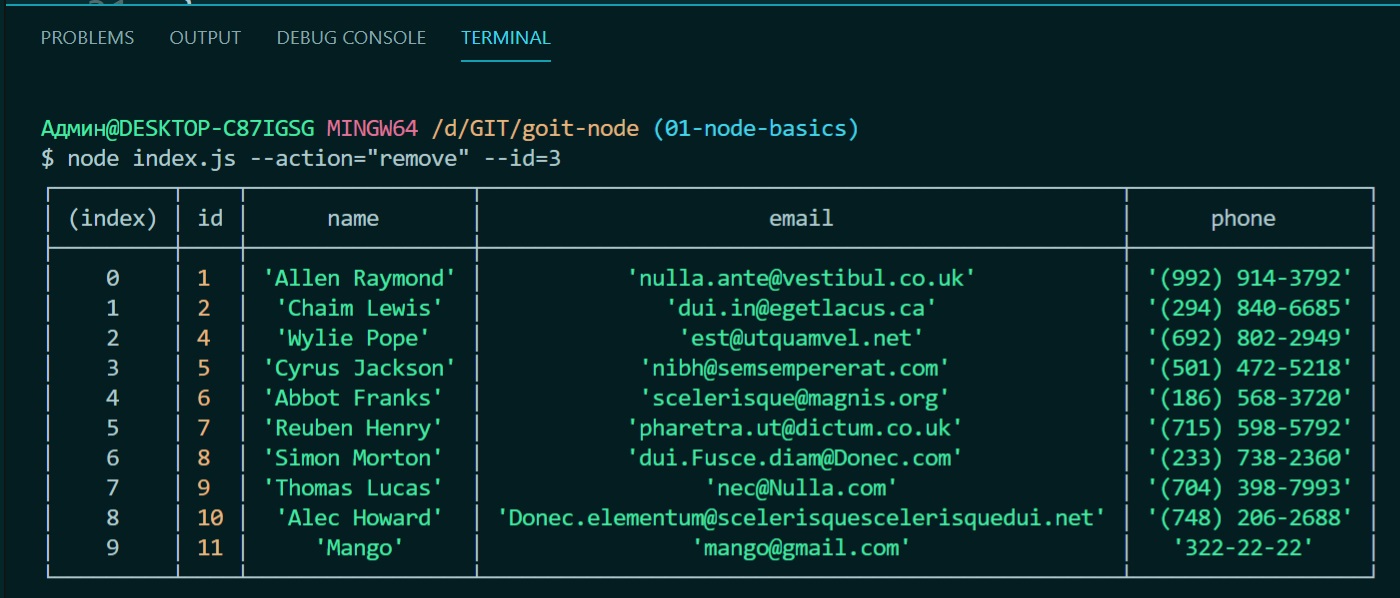 PROBLEMS OUTPUT DEBUG CONSOLE TERMINAL
Админ@DESKTOP-C87IGSG MINGW64 /d/GIT/goit-node (01-node-basics)
$ node index.js --action="remove" --id=3
(index) id name email phone
0 1 'Allen Raymond' 'nulla.ante@vestibul.co.uk' '(992) 914-3792'
1 2 'Chaim Lewis' 'dui.in@egetlacus.ca' '(294) 840-6685'
2 4 'Wylie Pope' 'est@utquamvel.net' '(692) 802-2949'
3 5 'Cyrus Jackson' 'nibh@semsempererat.com' '(501) 472-5218'
4 6 'Abbot Franks' 'scelerisque@magnis.org' '(186) 568-3720'
5 7 'Reuben Henry' 'pharetra.ut@dictum.co.uk' '(715) 598-5792'
6 8 'Simon Morton' 'dui.Fusce.diam@Donec.com' '(233) 738-2360'
7 9 'Thomas Lucas' 'nec@Nulla.com' '(704) 398-7993'
8 10 'Alec Howard' 'Donec.elementum@scelerisquescelerisquedui.net' '(748) 206-2688'
9 11 'Mango' 'mango@gmail.com' '322-22-22'